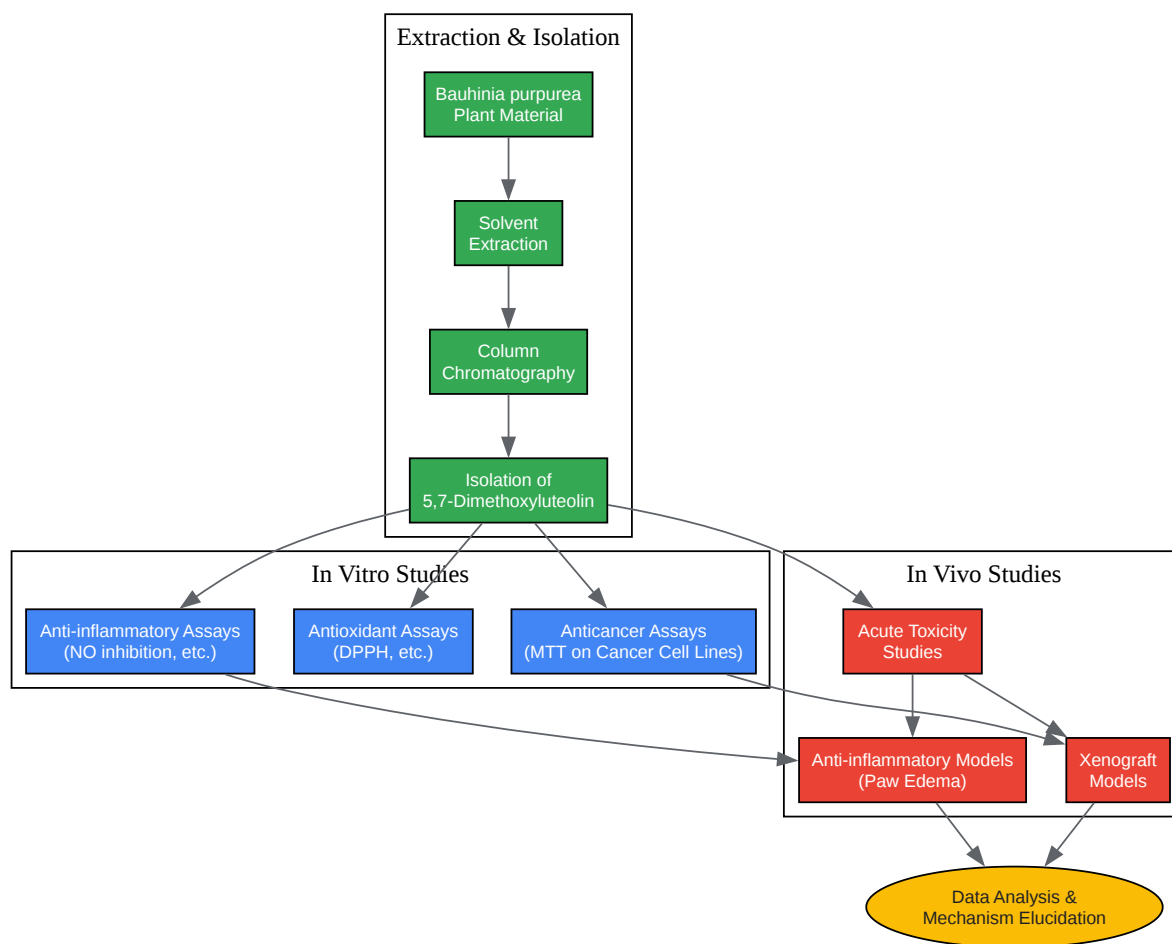 Extraction & Isolation
Bauhinia purpurea
Plant Material
Solvent
Extraction
Column
Chromatography
Isolation of
5,7-Dimethoxyluteolin
In Vitro Studies
Anti-inflammatory Assays
(NO inhibition, etc.)
Antioxidant Assays
(DPPH, etc.)
Anticancer Assays
(MTT on Cancer Cell Lines)
In Vivo Studies
Acute Toxicity
Studies
Anti-inflammatory Models
(Paw Edema)
Xenograft
Models
Data Analysis &
Mechanism Elucidation